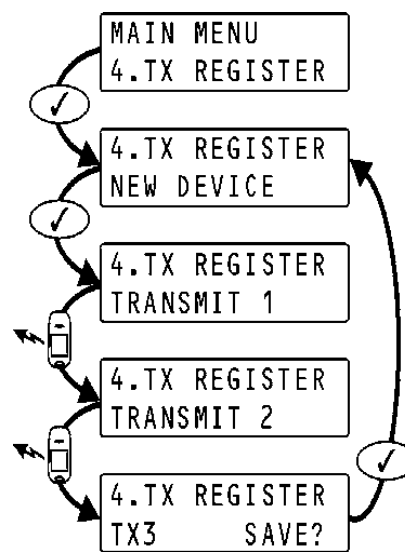 MAIN MENU
4.TX REGISTER
4.TX REGISTER
NEW DEVICE
4.TX REGISTER
TRANSMIT 1
4.TX REGISTER
TRANSMIT 2
4.TX REGISTER
TX3 SAVE?